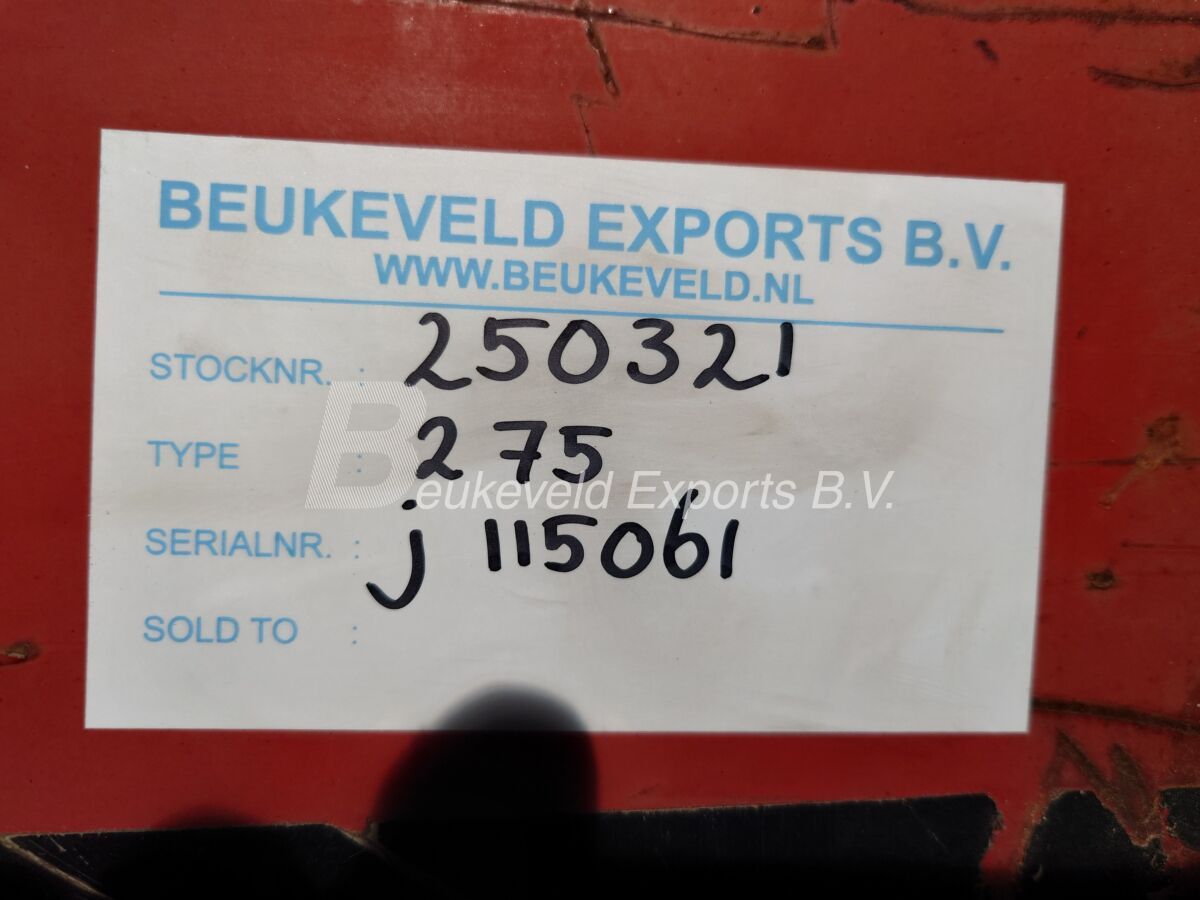 BEUKEVELD EXPORTS B.V.
WWW.BEUKEVELD.NL
STOCKNR. : 250321
TYPE : 275
Beukeveld Exports B.V.
SERIALNR. : j 115061
SOLD TO :